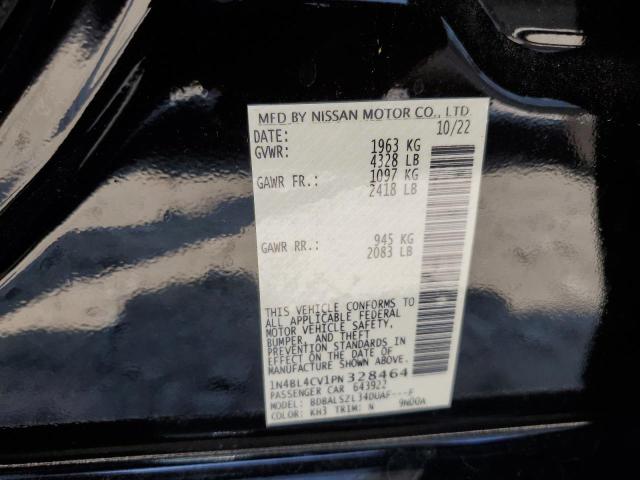 MFD BY NISSAN MOTOR CO., LTD
DATE: 10/22
GVWR: 1963 KG
4328 LB
GAWR FR.: 1097 KG
2418 LB
GAWR RR.: 945 KG
2083 LB
THIS VEHICLE CONFORMS TO
ALL APPLICABLE FEDERAL
MOTOR VEHICLE SAFETY,
BUMPER, AND THEFT
PREVENTION STANDARDS IN
EFFECT ON THE DATE OF
MANUFACTURE SHOWN ABOVE.
1N4BL4CV1PN328464
PASSENGER CAR 643922
MODEL: BDBALSZL34DUAF---F
COLOR: KH3 TRIM: N 9NDOA